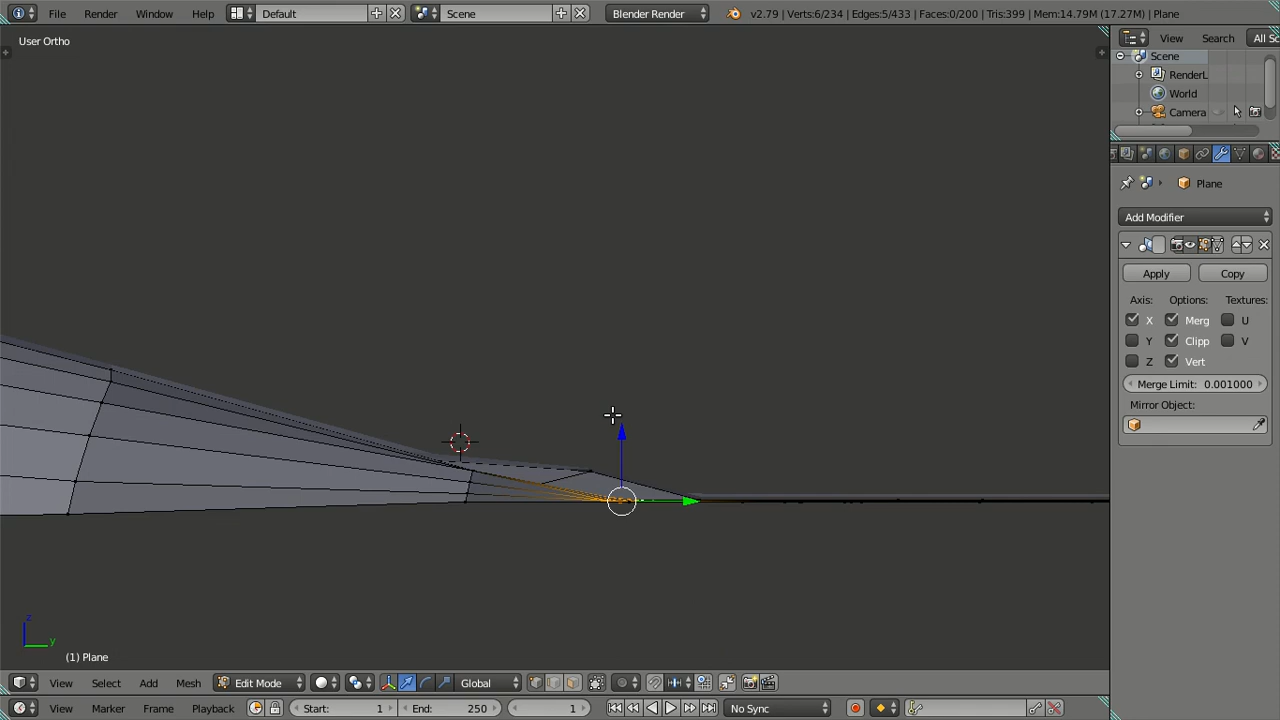 File Render Window Help Default Scene Blender Render v2.79 | Verts:6/234 | Edges:5/433 | Faces:0/200 | Tris:399 | Mem:14.79M (17.27M) | Plane
User Ortho
View Search All Sc
Scene
RenderL
World
Camera
Plane
Add Modifier
Apply Copy
Axis: Options: Textures:
X Merg U
Y Clipp V
Z Vert
Merge Limit: 0.001000
Mirror Object:
z
y
(1) Plane
View Select Add Mesh Edit Mode Global
View Marker Frame Playback Start: 1 End: 250 1 No Sync